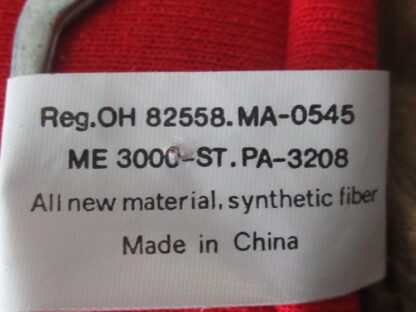 Reg.OH 82558.MA-0545
ME 3000-ST.PA-3208
All new material, synthetic fiber
Made in China